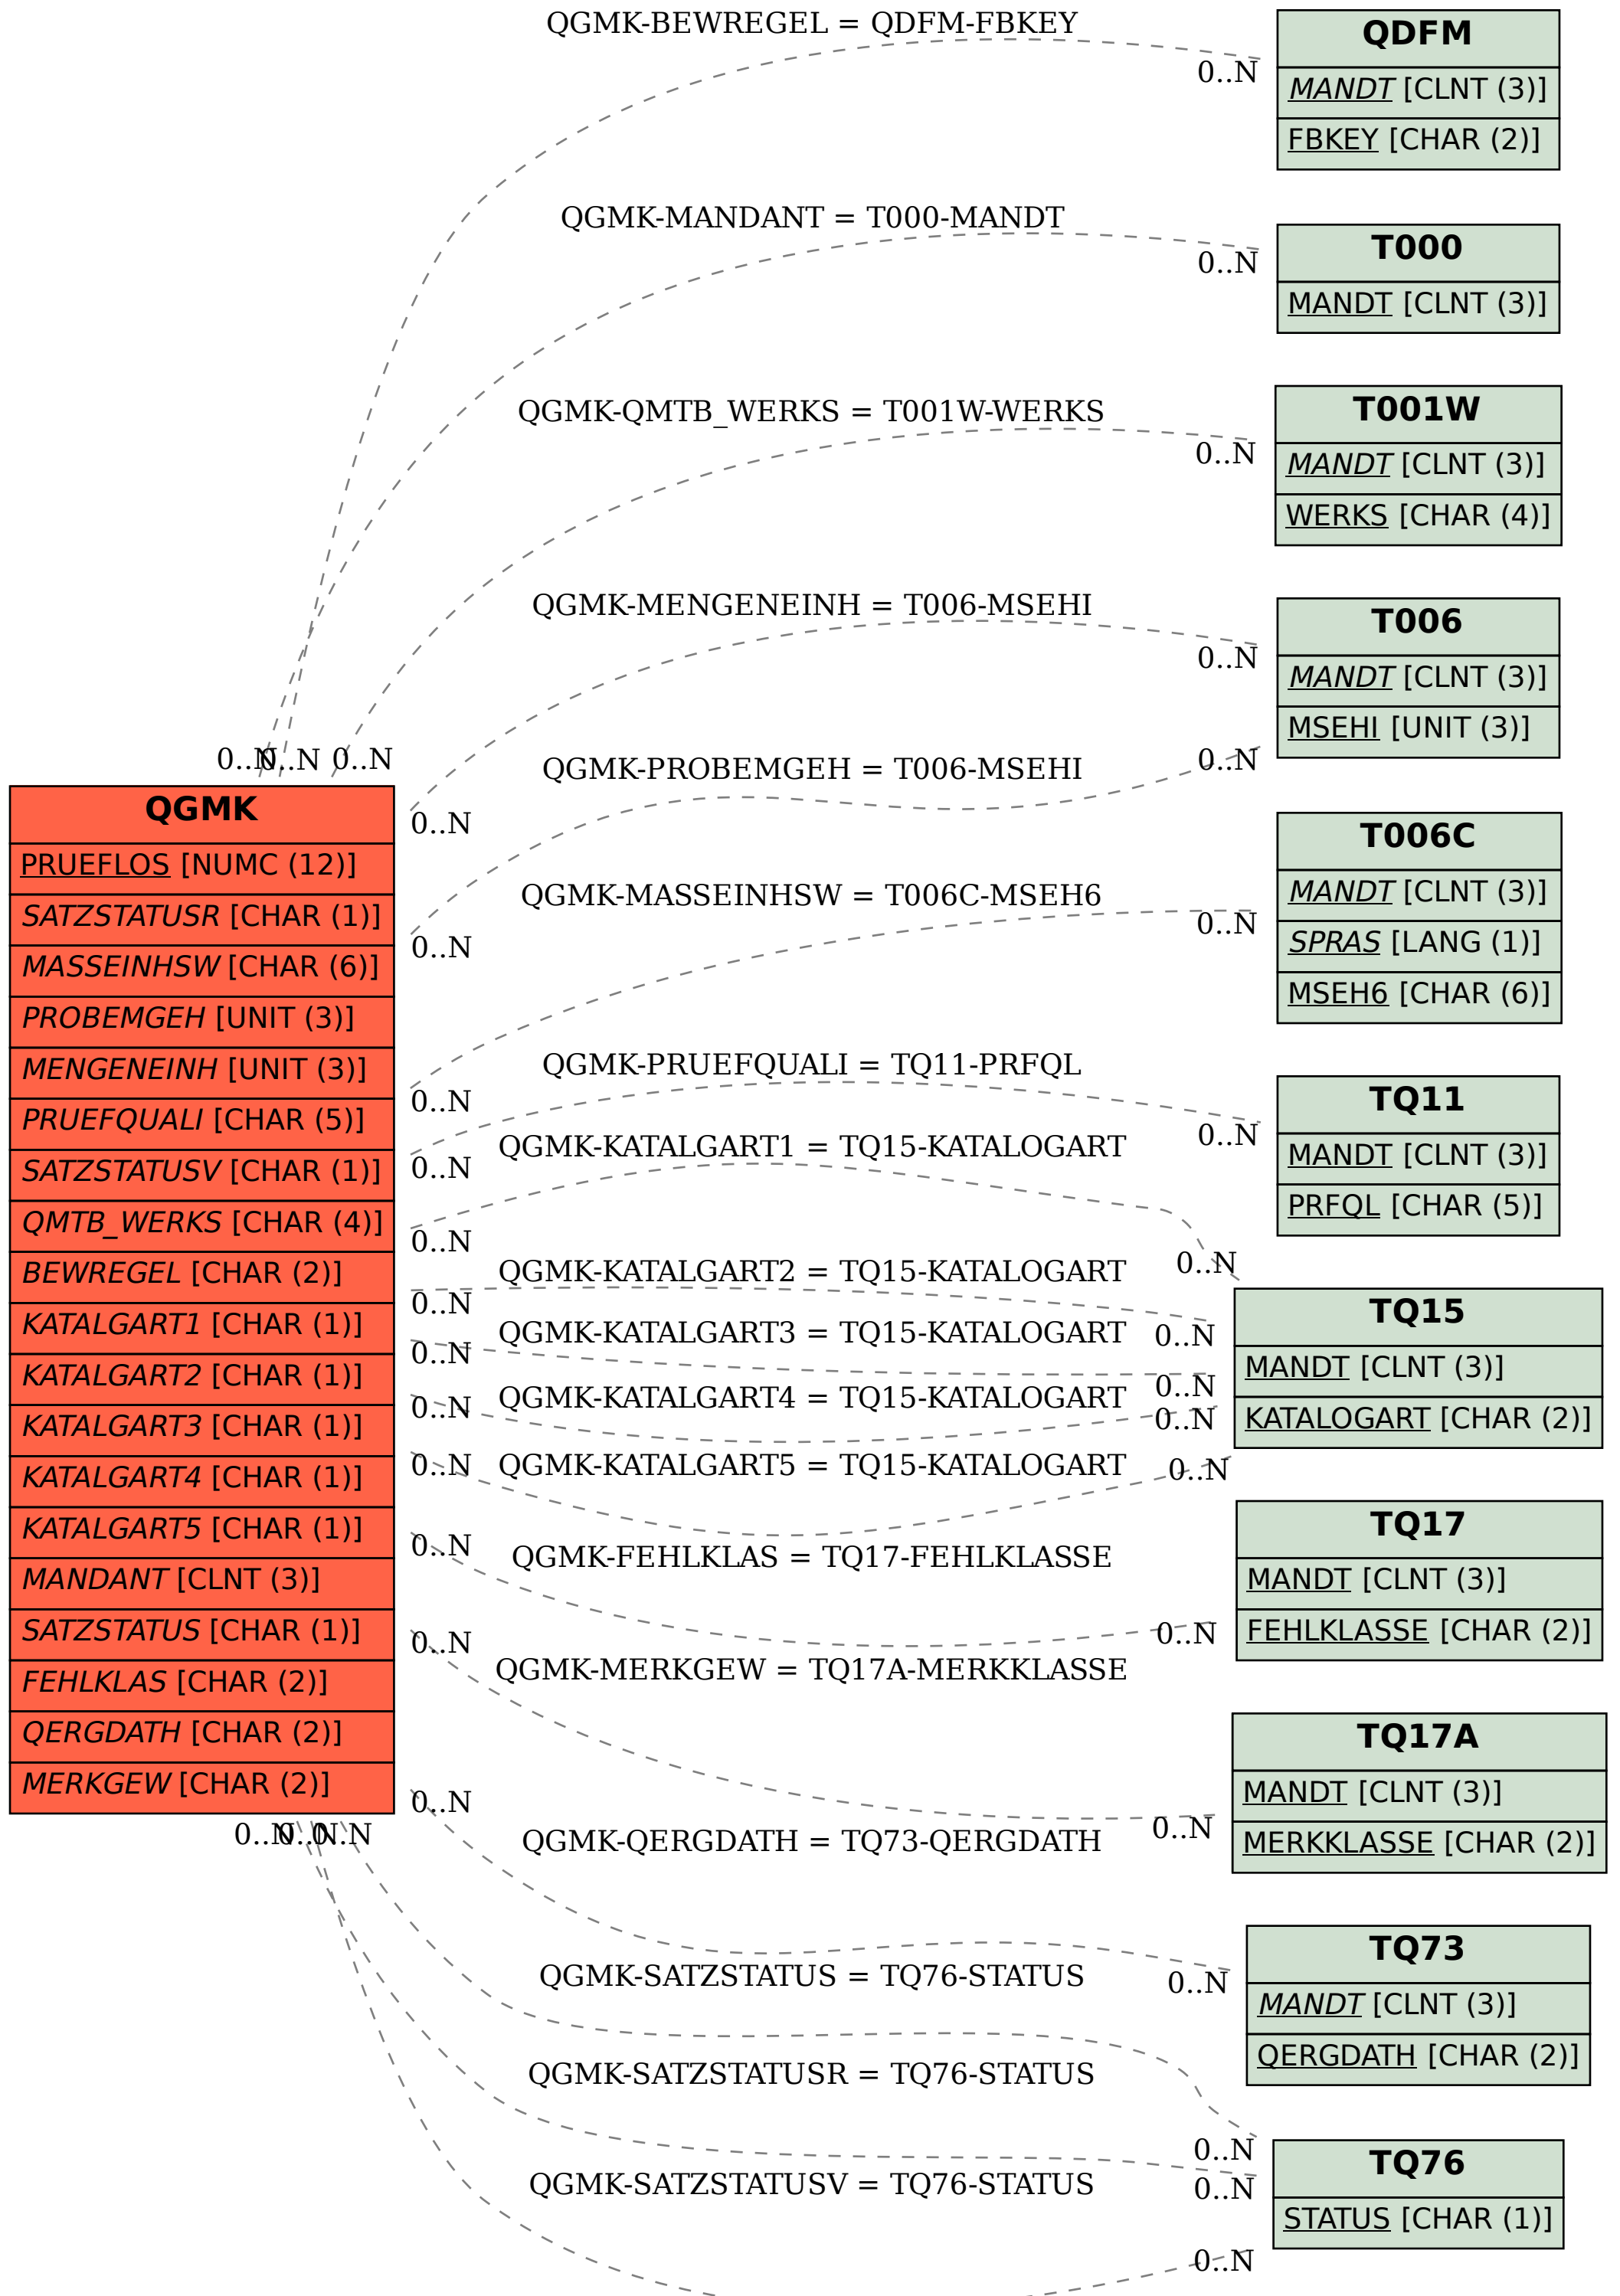 QGMK-BEWREGEL = QDFM-FBKEY
0..N
QDFM
MANDT [CLNT (3)]
FBKEY [CHAR (2)]
QGMK-MANDANT = T000-MANDT
0..N
T000
MANDT [CLNT (3)]
QGMK-QMTB_WERKS = T001W-WERKS
0..N
T001W
MANDT [CLNT (3)]
WERKS [CHAR (4)]
QGMK-MENGENEINH = T006-MSEHI
0..N
T006
MANDT [CLNT (3)]
MSEHI [UNIT (3)]
0..N
0..N
0..N
QGMK-PROBEMGEH = T006-MSEHI
0..N
0..N
0..N
QGMK
PRUEFLOS [NUMC (12)]
SATZSTATUSR [CHAR (1)]
MASSEINHSW [CHAR (6)]
PROBEMGEH [UNIT (3)]
MENGENEINH [UNIT (3)]
PRUEFQUALI [CHAR (5)]
SATZSTATUSV [CHAR (1)]
QMTB_WERKS [CHAR (4)]
BEWREGEL [CHAR (2)]
KATALGART1 [CHAR (1)]
KATALGART2 [CHAR (1)]
KATALGART3 [CHAR (1)]
KATALGART4 [CHAR (1)]
KATALGART5 [CHAR (1)]
MANDANT [CLNT (3)]
SATZSTATUS [CHAR (1)]
FEHLKLAS [CHAR (2)]
QERGDATH [CHAR (2)]
MERKGEW [CHAR (2)]
QGMK-MASSEINHSW = T006C-MSEH6
0..N
0..N
T006C
MANDT [CLNT (3)]
SPRAS [LANG (1)]
MSEH6 [CHAR (6)]
QGMK-PRUEFQUALI = TQ11-PRFQL
0..N
0..N
TQ11
MANDT [CLNT (3)]
PRFQL [CHAR (5)]
QGMK-KATALGART1 = TQ15-KATALOGART
0..N
0..N
QGMK-KATALGART2 = TQ15-KATALOGART
0..N
0..N
QGMK-KATALGART3 = TQ15-KATALOGART
0..N
0..N
QGMK-KATALGART4 = TQ15-KATALOGART
0..N
0..N
QGMK-KATALGART5 = TQ15-KATALOGART
0..N
0..N
TQ15
MANDT [CLNT (3)]
KATALOGART [CHAR (2)]
QGMK-FEHLKLAS = TQ17-FEHLKLASSE
0..N
0..N
TQ17
MANDT [CLNT (3)]
FEHLKLASSE [CHAR (2)]
QGMK-MERKGEW = TQ17A-MERKKLASSE
0..N
TQ17A
MANDT [CLNT (3)]
MERKKLASSE [CHAR (2)]
0..N
QGMK-QERGDATH = TQ73-QERGDATH
0..N
TQ73
MANDT [CLNT (3)]
QERGDATH [CHAR (2)]
0..N
0..N
0..N
QGMK-SATZSTATUS = TQ76-STATUS
0..N
QGMK-SATZSTATUSR = TQ76-STATUS
0..N
QGMK-SATZSTATUSV = TQ76-STATUS
0..N
TQ76
STATUS [CHAR (1)]